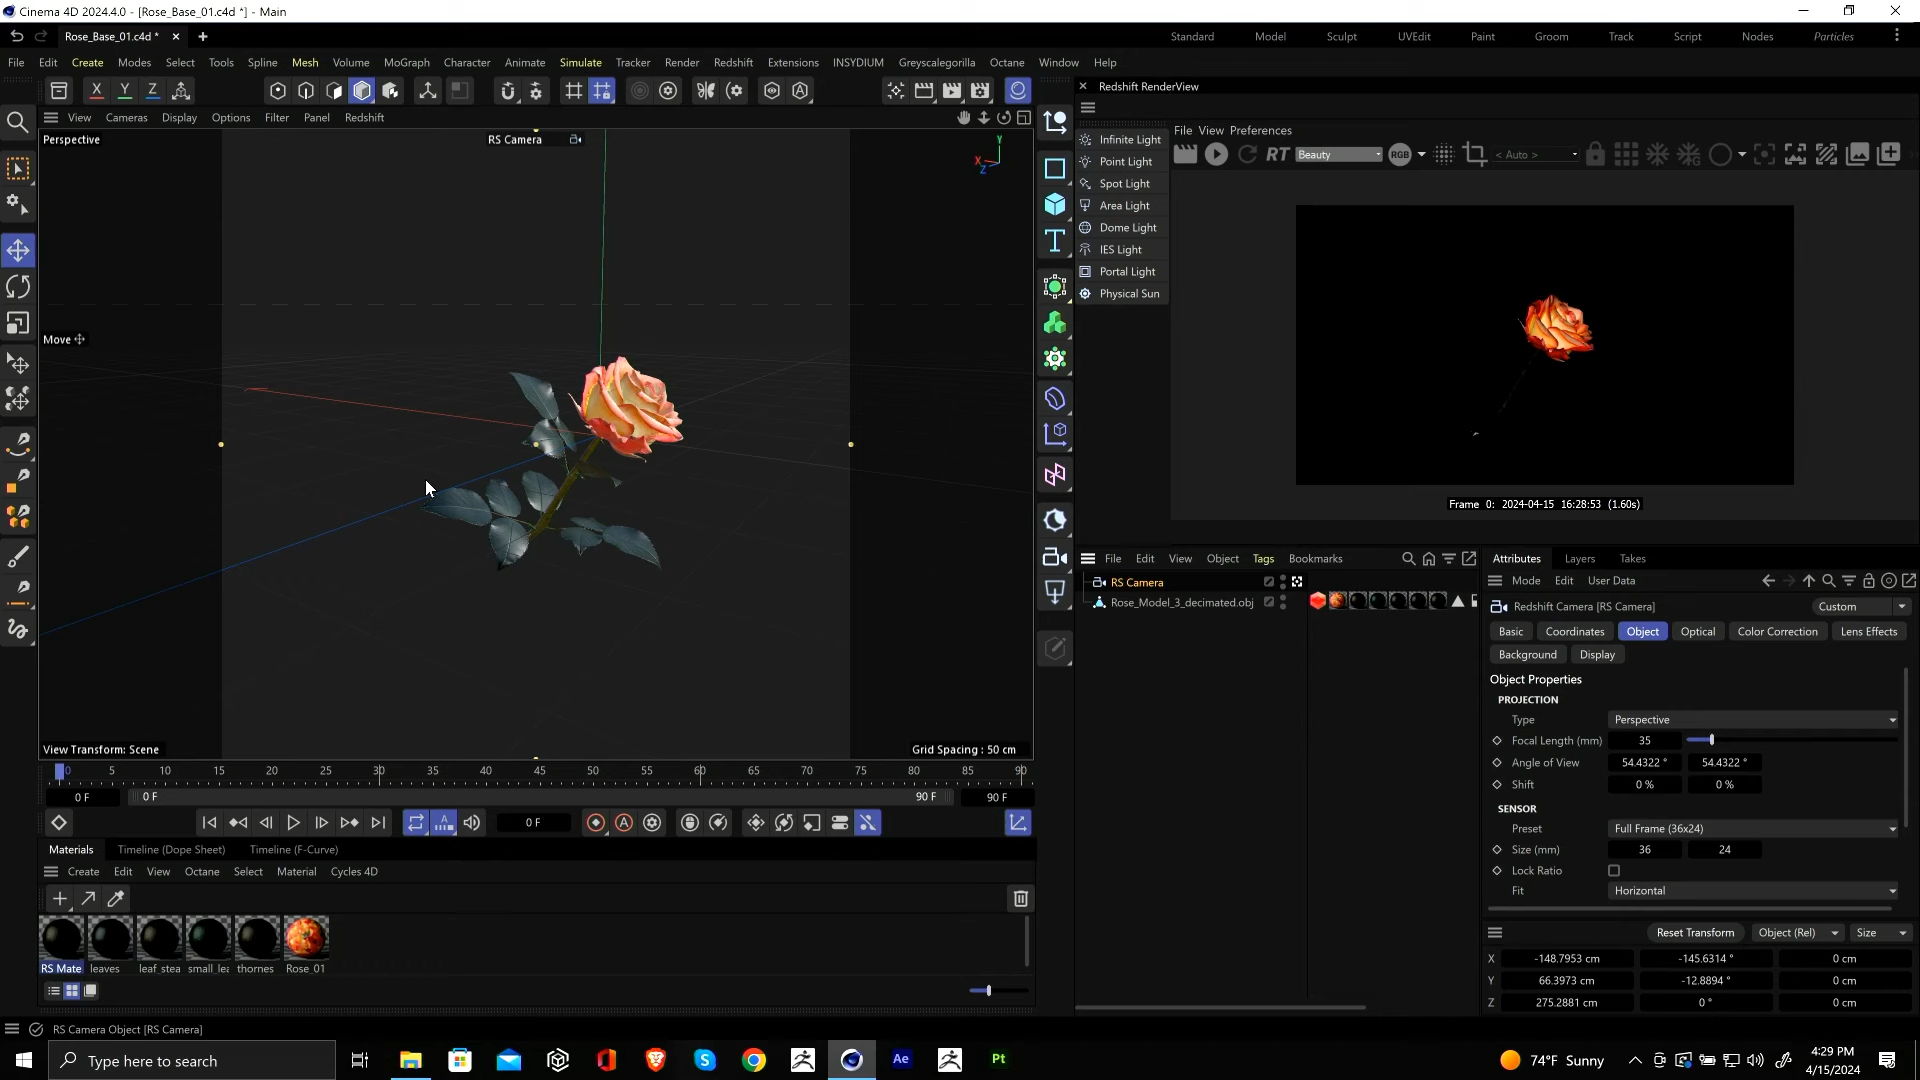 Cinema 4D 2024.4.0 - [Rose_Base_01.c4d *] - Main
Rose_Base_01.c4d *
Standard Model Sculpt UVEdit Paint Groom Track Script Nodes Particles
File Edit Create Modes Select Tools Spline Mesh Volume MoGraph Character Animate Simulate Tracker Render Redshift Extensions INSYDIUM Greyscalegorilla Octane Window Help
X Y Z
Redshift RenderView
View Cameras Display Options Filter Panel Redshift
Perspective
RS Camera
Y
X
Z
Move
View Transform: Scene
Grid Spacing : 50 cm
File View Preferences
RT Beauty RGB < Auto >
Infinite Light
Point Light
Spot Light
Area Light
Dome Light
IES Light
Portal Light
Physical Sun
Frame 0: 2024-04-15 16:28:53 (1.60s)
0 5 10 15 20 25 30 35 40 45 50 55 60 65 70 75 80 85 90
0 F 0 F 90 F 90 F
0 F
Materials Timeline (Dope Sheet) Timeline (F-Curve)
Create Edit View Octane Select Material Cycles 4D
RS Mate leaves leaf_stea small_lea thornes Rose_01
File Edit View Object Tags Bookmarks
RS Camera
Rose_Model_3_decimated.obj
Attributes Layers Takes
Mode Edit User Data
Redshift Camera [RS Camera] Custom
Basic Coordinates Object Optical Color Correction Lens Effects
Background Display
Object Properties
PROJECTION
Type Perspective
Focal Length (mm) 35
Angle of View 54.4322 ° 54.4322 °
Shift 0 % 0 %
SENSOR
Preset Full Frame (36x24)
Size (mm) 36 24
Lock Ratio
Fit Horizontal
Reset Transform Object (Rel) Size
X -148.7953 cm -145.6314 ° 0 cm
Y 66.3973 cm -12.8894 ° 0 cm
Z 275.2881 cm 0 ° 0 cm
RS Camera Object [RS Camera]
Type here to search
Ae
Pt
74°F Sunny
4:29 PM
4/15/2024